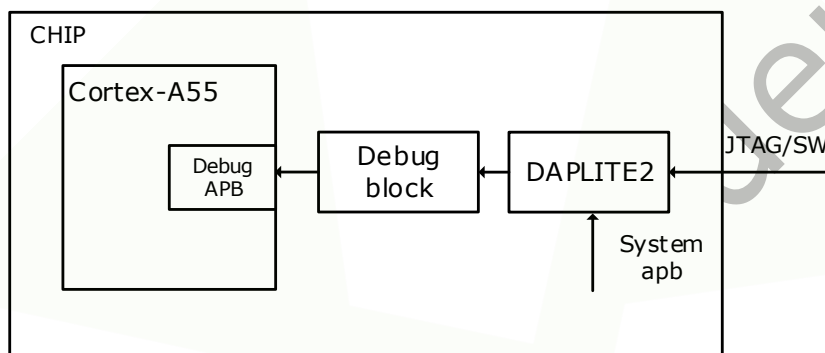 CHIP
Cortex-A55
Debug
APB
Debug
block
DAPLITE2
JTAG/SW
System
apb